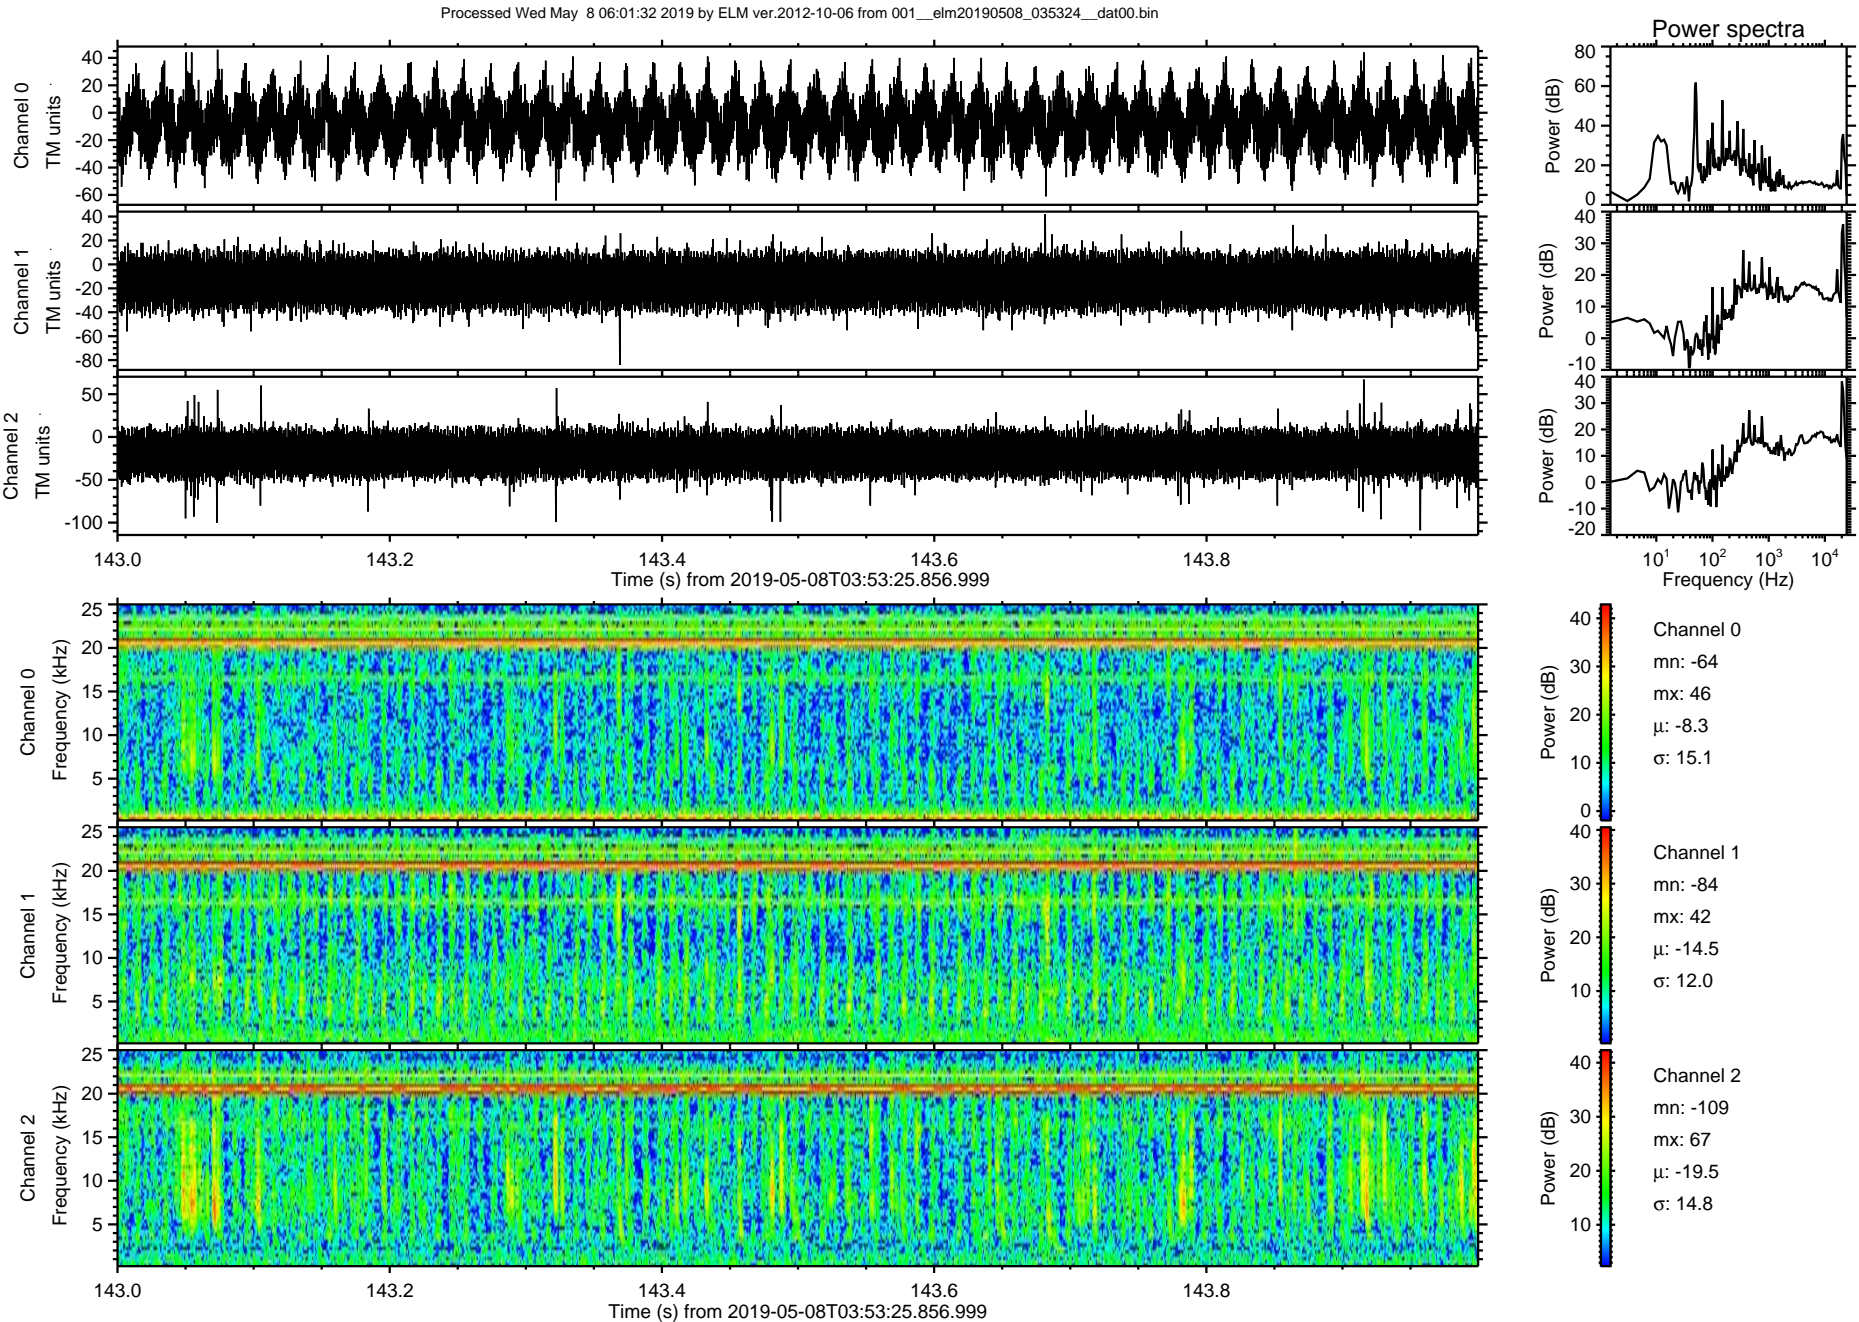 Processed Wed May  8 06:01:32 2019 by ELM ver.2012-10-06 from 001__elm20190508_035324__dat00.bin
Power spectra
Channel 0
TM units
40
20
0
-20
-40
-60
Channel 1
TM units
40
20
0
-20
-40
-60
-80
Channel 2
TM units
50
0
-50
-100
143.0 143.2 143.4 143.6 143.8
Time (s) from 2019-05-08T03:53:25.856.999
Power (dB)
80
60
40
20
0
Power (dB)
40
30
20
10
0
-10
Power (dB)
40
30
20
10
0
-10
-20
10¹ 10² 10³ 10⁴
Frequency (Hz)
Channel 0
Frequency (kHz)
25
20
15
10
5
Power (dB)
40
30
20
10
0
Channel 0
mn: -64
mx: 46
μ: -8.3
σ: 15.1
Channel 1
Frequency (kHz)
25
20
15
10
5
Power (dB)
40
30
20
10
Channel 1
mn: -84
mx: 42
μ: -14.5
σ: 12.0
Channel 2
Frequency (kHz)
25
20
15
10
5
Power (dB)
40
30
20
10
Channel 2
mn: -109
mx: 67
μ: -19.5
σ: 14.8
143.0 143.2 143.4 143.6 143.8
Time (s) from 2019-05-08T03:53:25.856.999